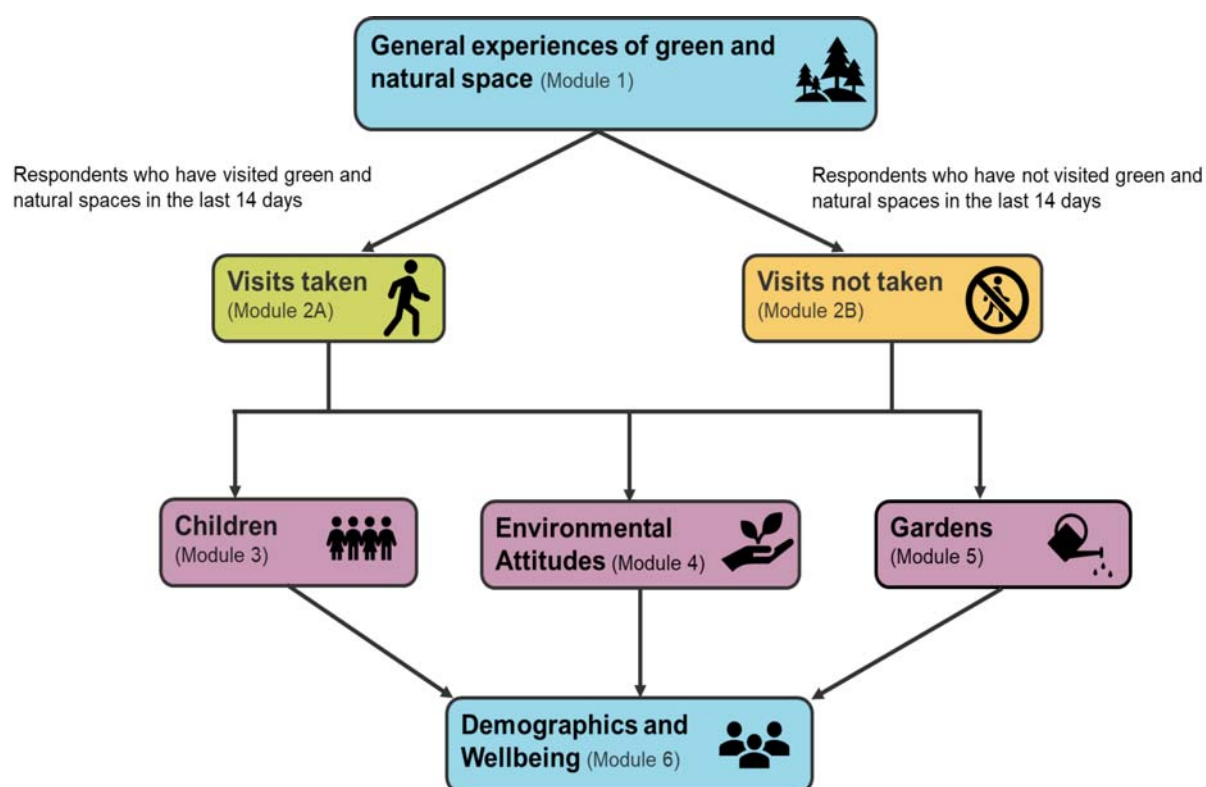 General experiences of green and
natural space (Module 1)
Respondents who have visited green and
natural spaces in the last 14 days
Respondents who have not visited green and
natural spaces in the last 14 days
Visits taken
(Module 2A)
Visits not taken
(Module 2B)
Children
(Module 3)
Environmental
Attitudes (Module 4)
Gardens
(Module 5)
Demographics and
Wellbeing (Module 6)